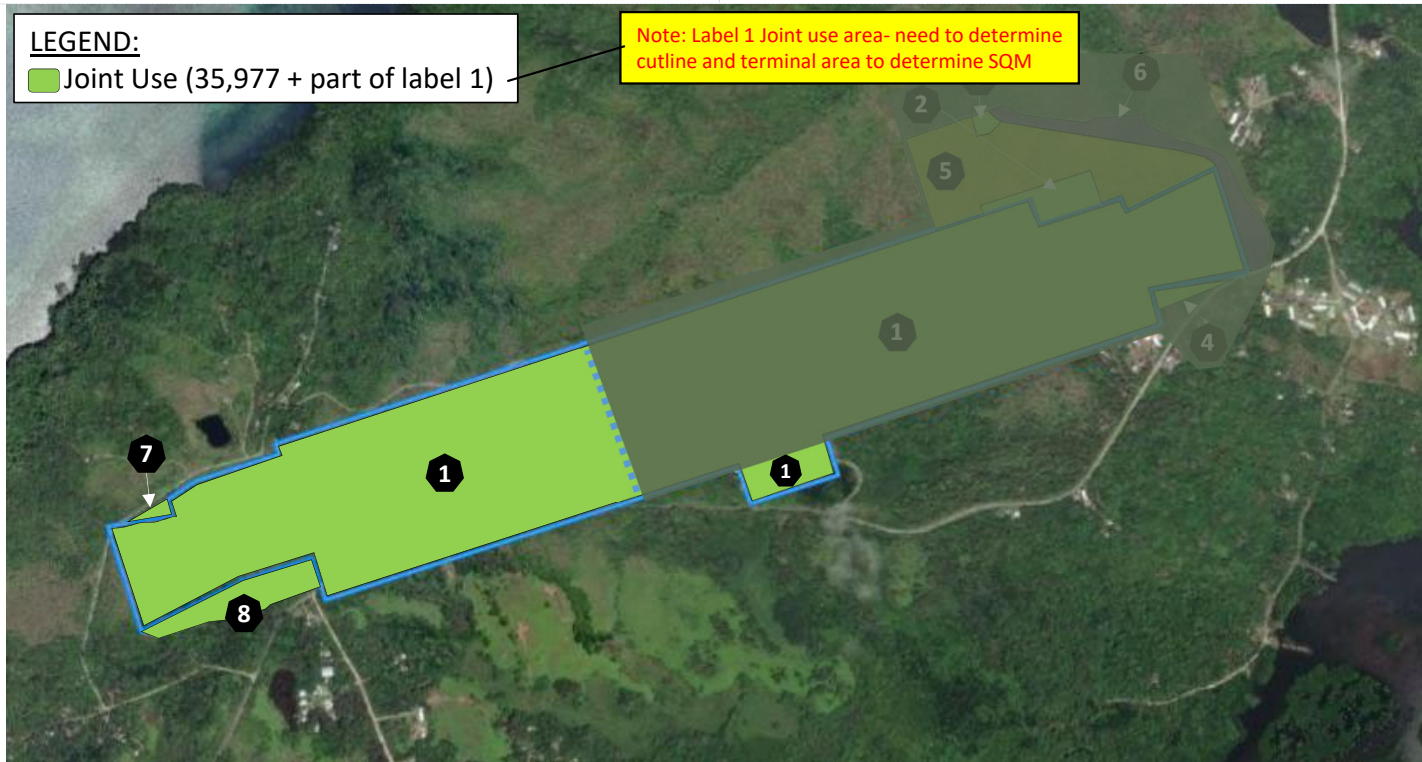 LEGEND:
Joint Use (35,977 + part of label 1)
Note: Label 1 Joint use area- need to determine
cutline and terminal area to determine SQM
6
2
5
1
4
7
1
1
8